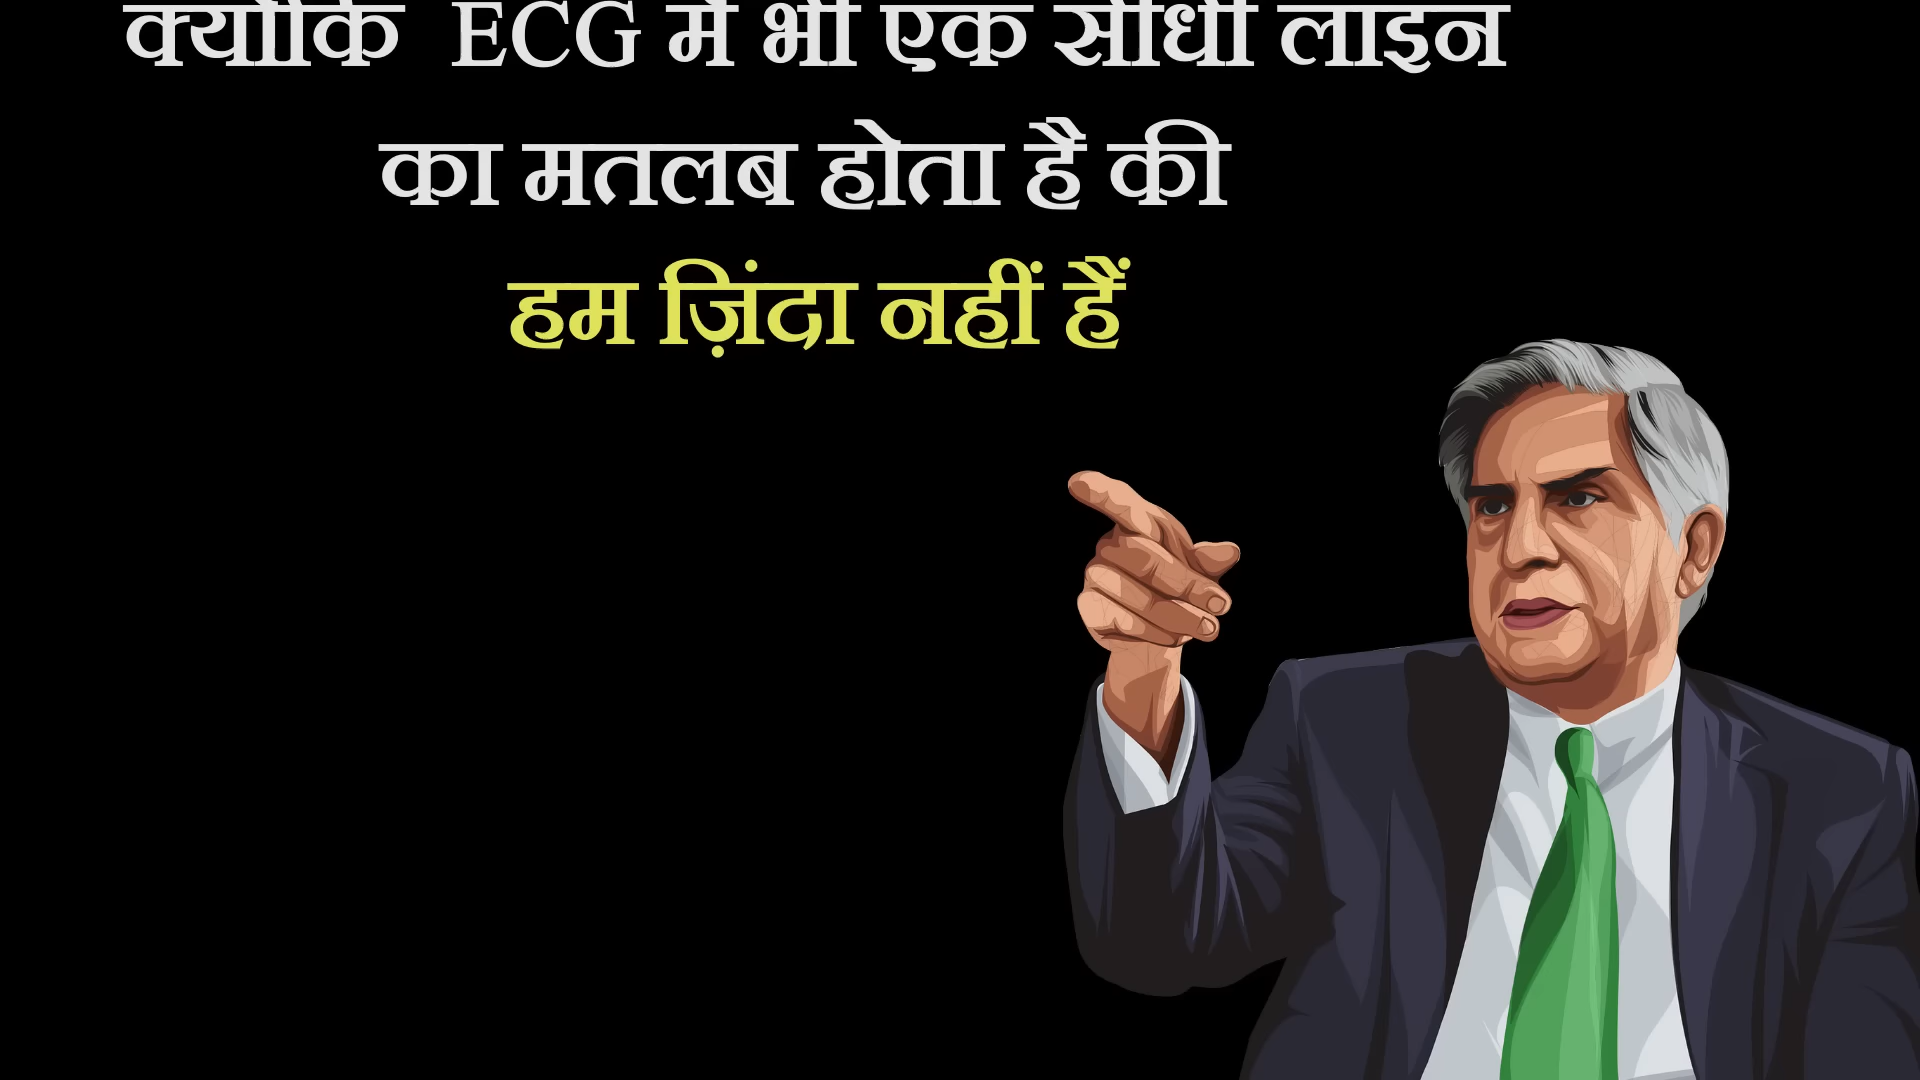 क्योंकि ECG में भी एक सीधी लाइन
का मतलब होता है की
हम ज़िंदा नहीं हैं